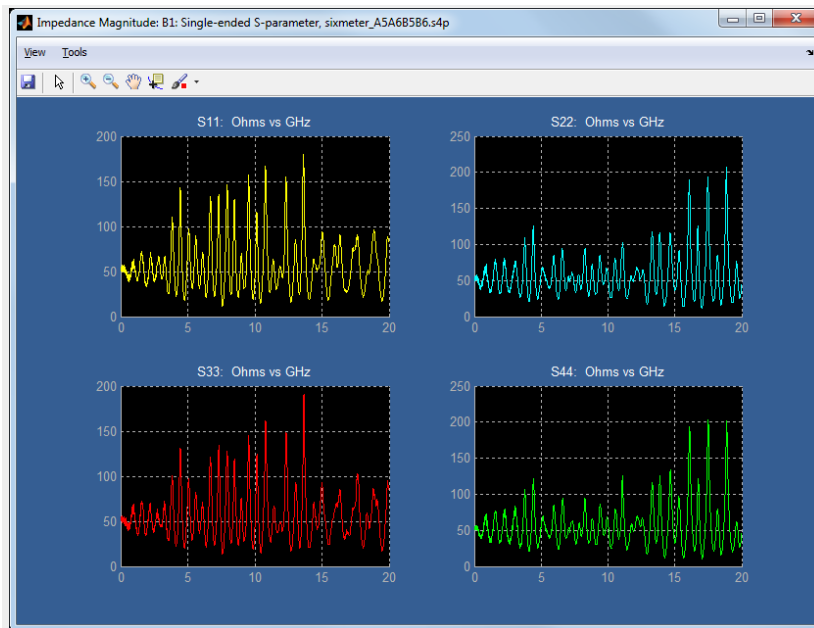 Impedance Magnitude: B1: Single-ended S-parameter, sixmeter_A5A6B5B6.s4p
View Tools
S11: Ohms vs GHz
200
150
100
50
0
0 5 10 15 20
S22: Ohms vs GHz
250
200
150
100
50
0
0 5 10 15 20
S33: Ohms vs GHz
200
150
100
50
0
0 5 10 15 20
S44: Ohms vs GHz
250
200
150
100
50
0
0 5 10 15 20